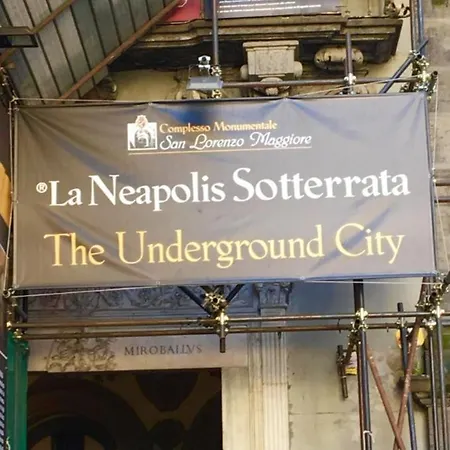 Complesso Monumentale
San Lorenzo Maggiore
®La Neapolis Sotterrata
The Underground City
MIROBALLVS